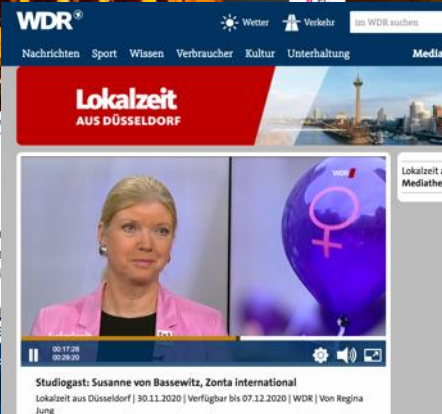 WDR®
Wetter Verkehr im WDR suchen
Nachrichten Sport Wissen Verbraucher Kultur Unterhaltung Media
Lokalzeit
AUS DÜSSELDORF
WDR
Lokalzeit a
Mediathe
00:17:28
00:29:20
Studiogast: Susanne von Bassewitz, Zonta international
Lokalzeit aus Düsseldorf | 30.11.2020 | Verfügbar bis 07.12.2020 | WDR | Von Regina
Jung